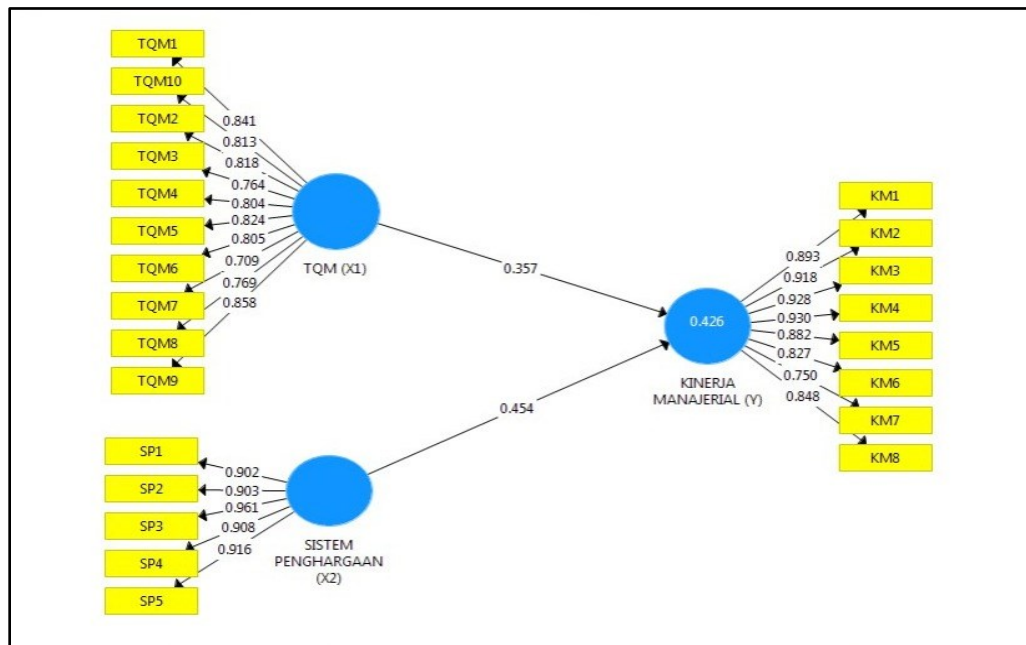 TQM1
TQM10
TQM2
TQM3
TQM4
TQM5
TQM6
TQM7
TQM8
TQM9
0.841
0.813
0.818
0.764
0.804
0.824
0.805
0.709
0.769
0.858
TQM (X1)
0.357
SP1
SP2
SP3
SP4
SP5
0.902
0.903
0.961
0.908
0.916
SISTEM
PENGHARGAAN
(X2)
0.454
0.426
KINERJA
MANAJERIAL (Y)
0.893
0.918
0.928
0.930
0.882
0.827
0.750
0.848
KM1
KM2
KM3
KM4
KM5
KM6
KM7
KM8